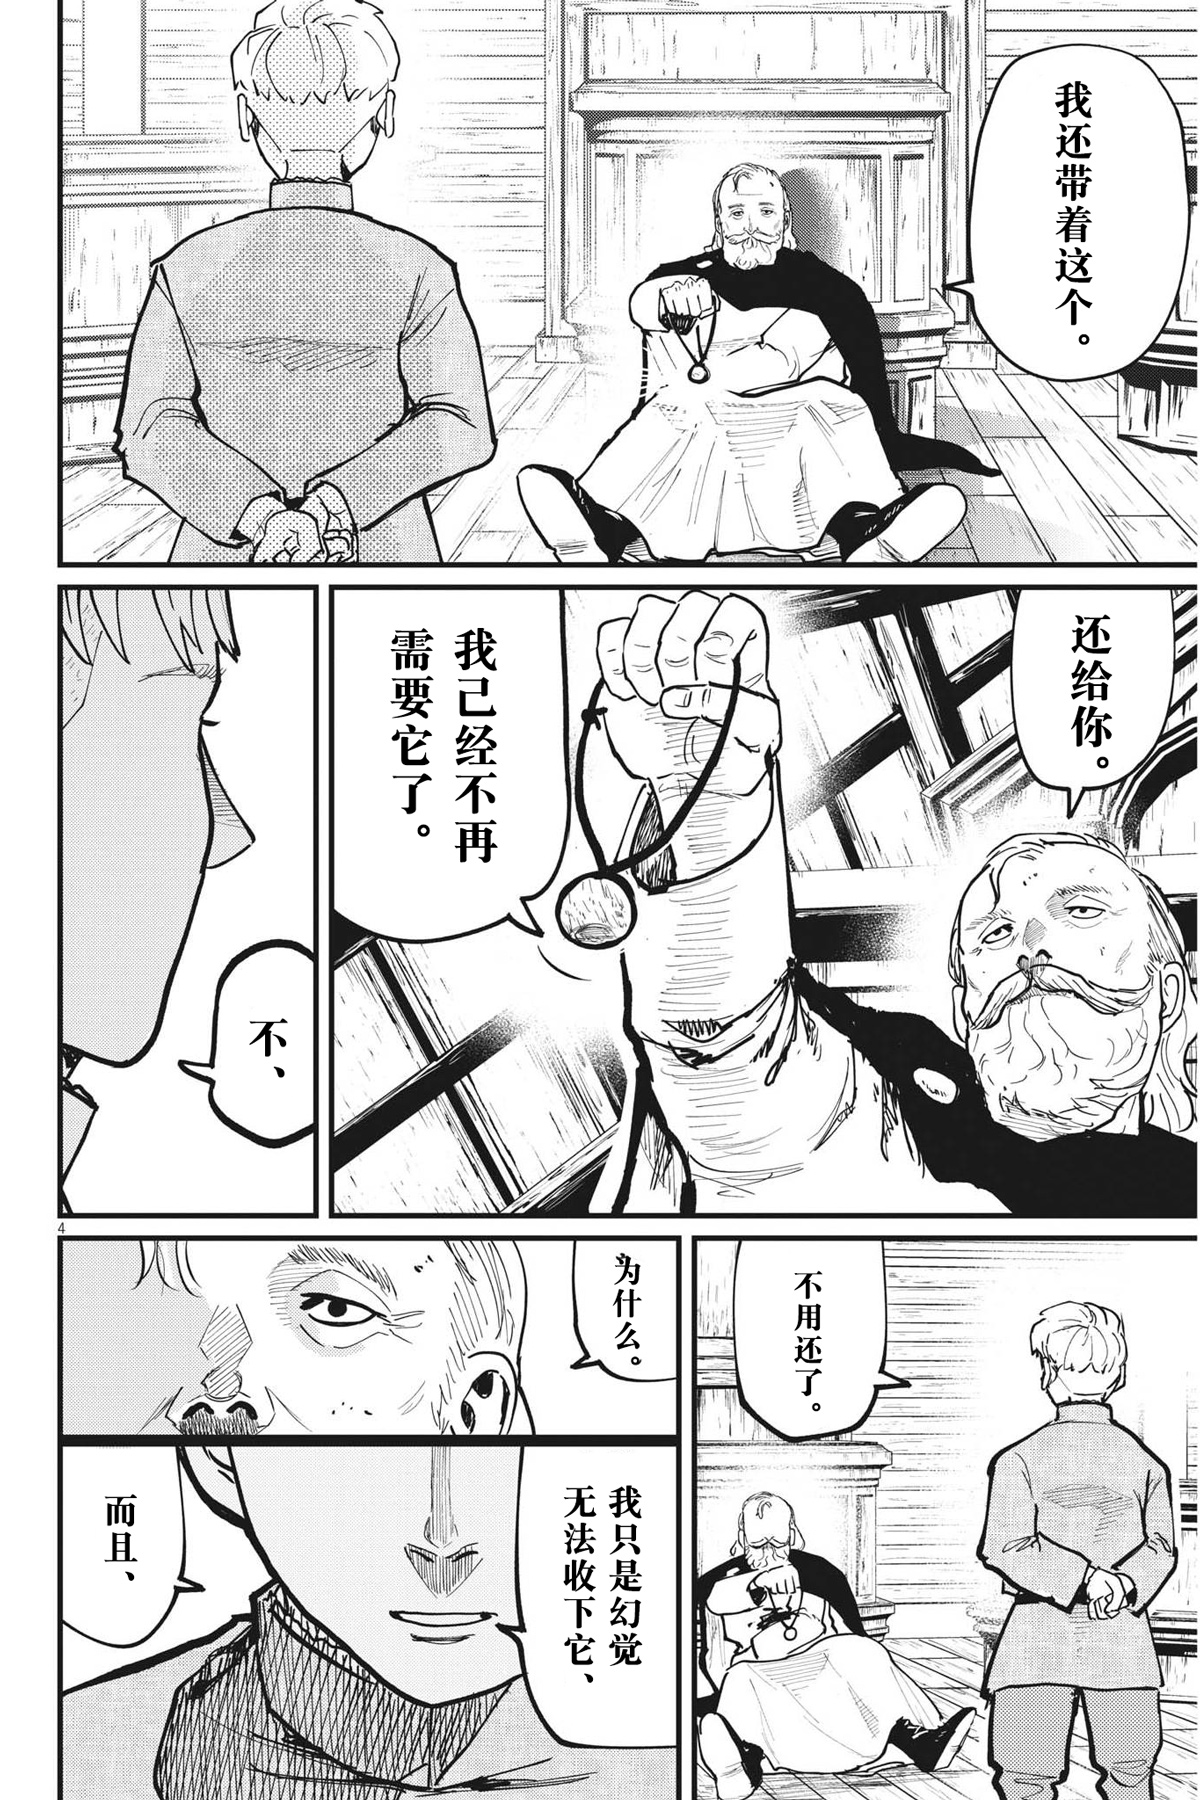 我还带着这个。
还给你。
我己经不再
需要它了。
不、
4
不用还了。
为什么。
我只是幻觉
无法收下它、
而且、